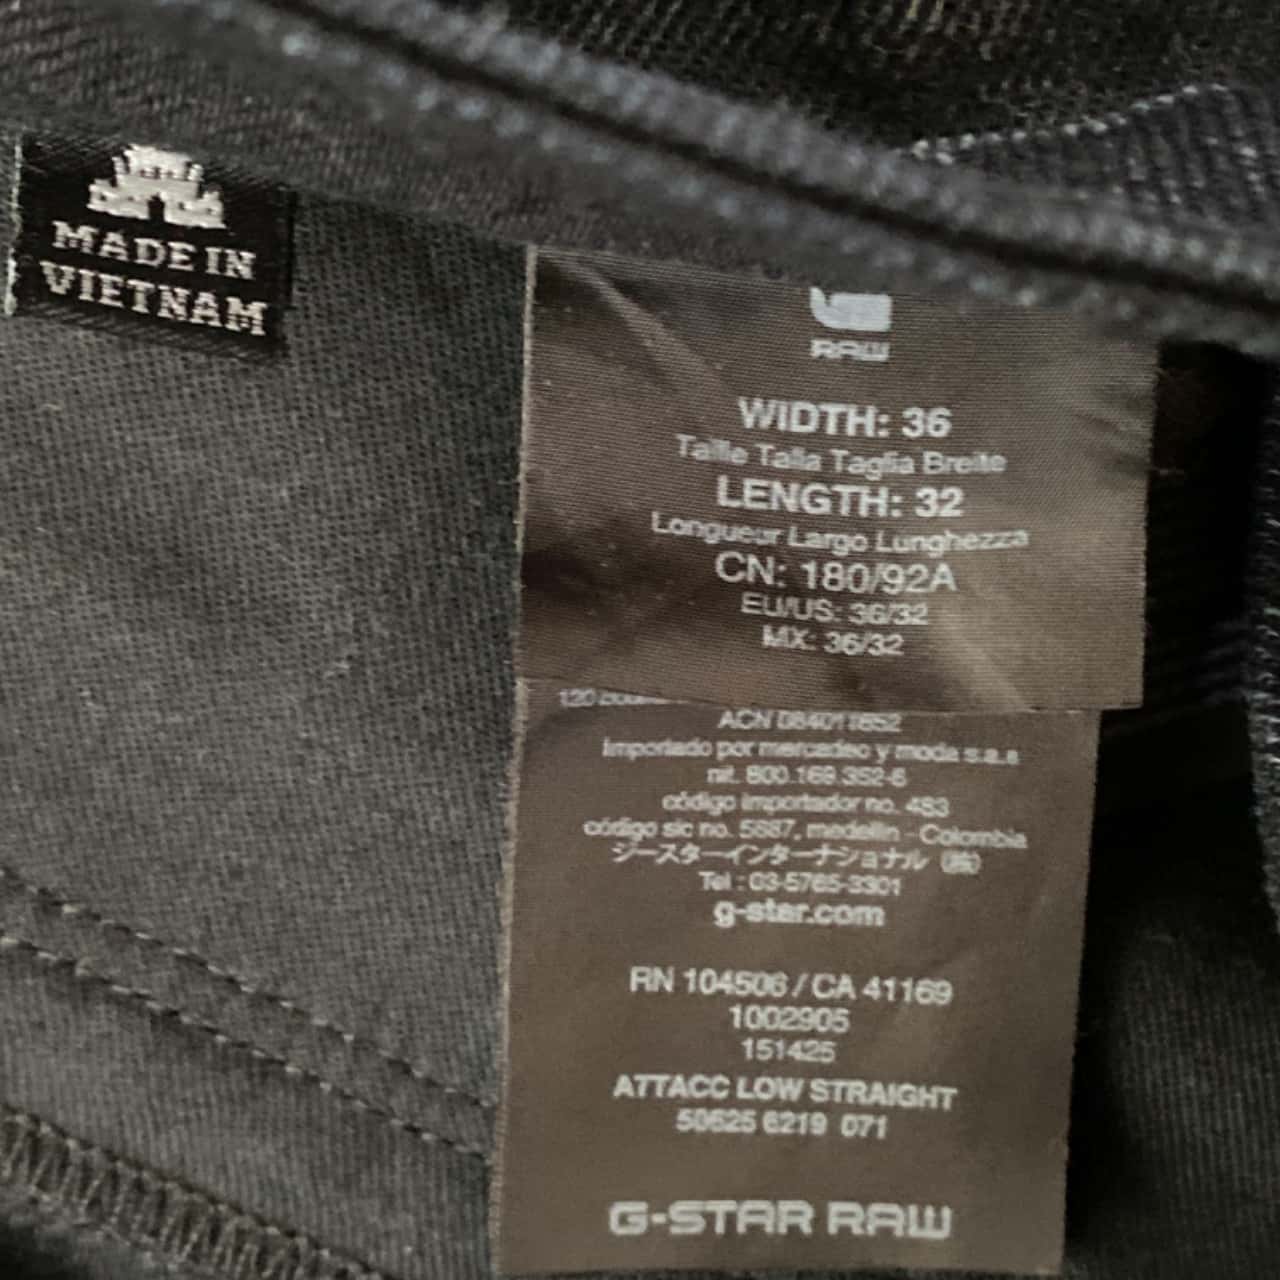 MADE IN
VIETNAM
RAW
WIDTH: 36
Taille Talla Taglia Breite
LENGTH: 32
Longueur Largo Lunghezza
CN: 180/92A
EU/US: 36/32
MX: 36/32
120
ACN 084011852
importado por mercadeo y moda s.a.s
nit. 800.169.352-6
código importador no. 483
código sic no. 5687, medellin - Colombia
ジースターインターナショナル (株)
Tel : 03-5765-3301
g-star.com
RN 104506 / CA 41169
1002905
151425
ATTACC LOW STRAIGHT
50625 6219 071
G-STAR RAW